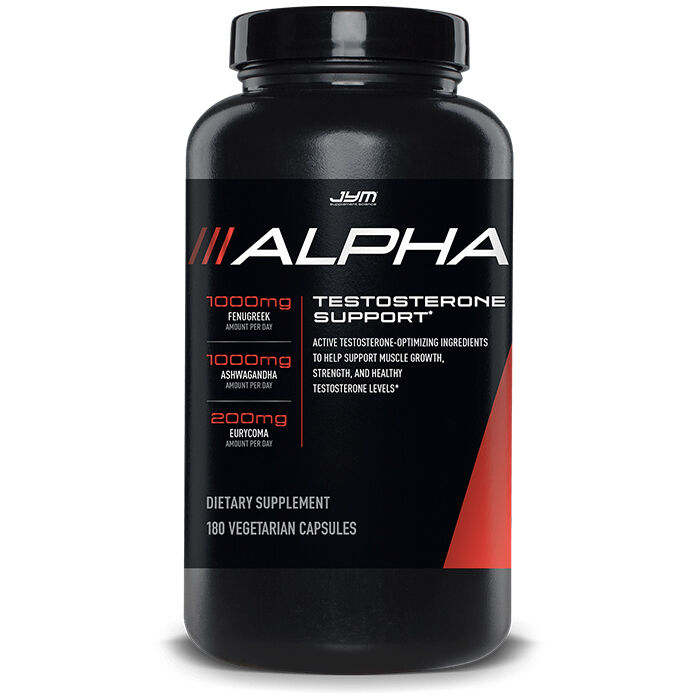 JYM
supplement science
ALPHA
1000mg
FENUGREEK
AMOUNT PER DAY
1000mg
ASHWAGANDHA
AMOUNT PER DAY
200mg
EURYCOMA
AMOUNT PER DAY
TESTOSTERONE
SUPPORT*
ACTIVE TESTOSTERONE-OPTIMIZING INGREDIENTS
TO HELP SUPPORT MUSCLE GROWTH,
STRENGTH, AND HEALTHY
TESTOSTERONE LEVELS*
DIETARY SUPPLEMENT
180 VEGETARIAN CAPSULES